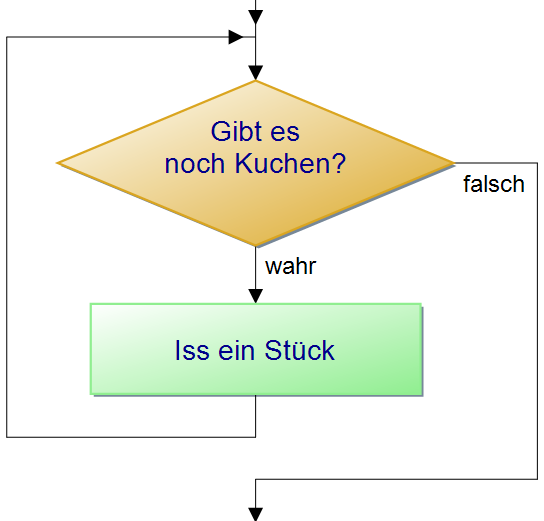 Gibt es
noch Kuchen?
falsch
wahr
Iss ein Stück